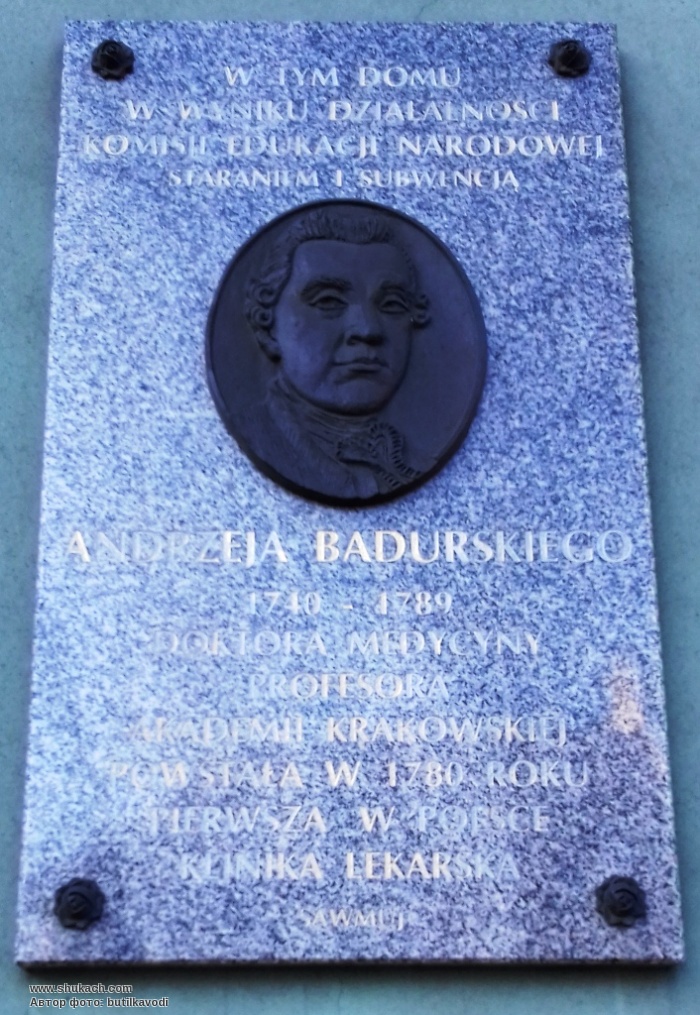 W TYM DOMU
W WYNIKU DZIAŁALNOŚCI
KOMISJI EDUKACJI NARODOWEJ
STARANIEM I SUBWENCJĄ
ANDRZEJA BADURSKIEGO
1740 - 1789
DOKTORA MEDYCYNY
PROFESORA
AKADEMII KRAKOWSKIEJ
POWSTAŁA W 1780 ROKU
PIERWSZA W POLSCE
KLINIKA LEKARSKA
SAWMUJ
www.shukach.com
Автор фото: butilkavodi